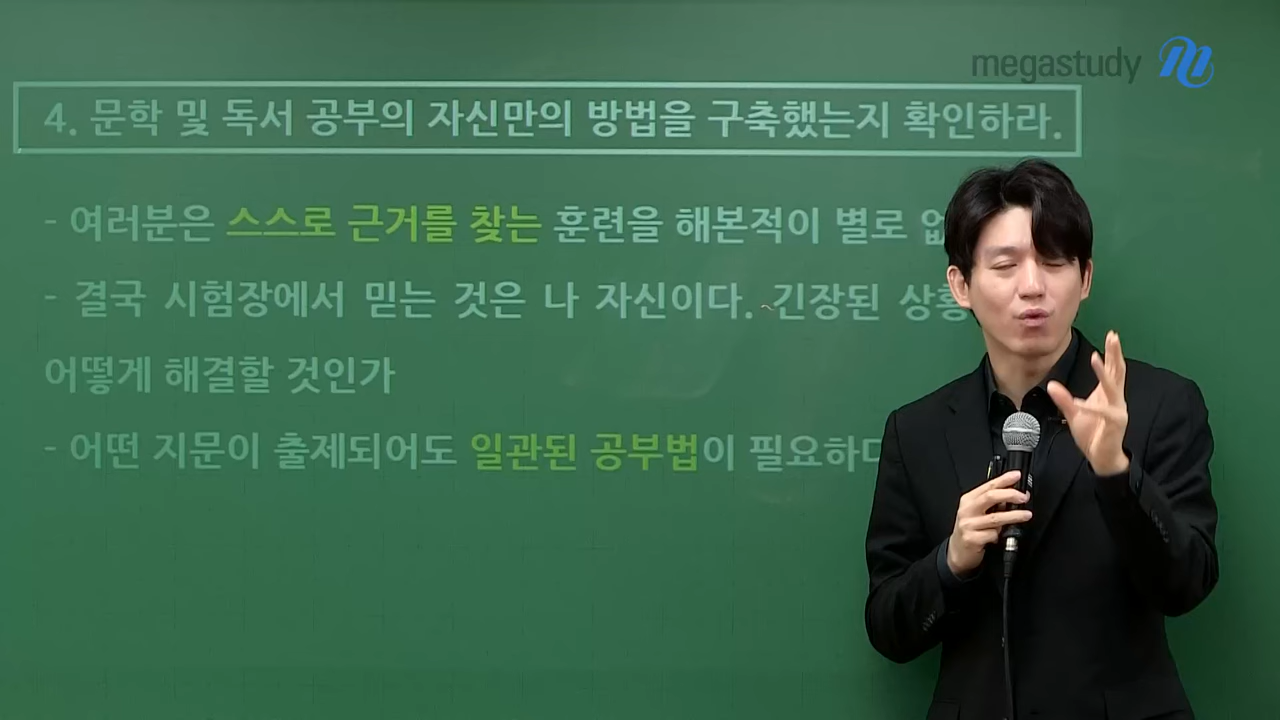 megastudy
4. 문학 및 독서 공부의 자신만의 방법을 구축했는지 확인하라.
- 여러분은 스스로 근거를 찾는 훈련을 해본적이 별로
- 결국 시험장에서 믿는 것은 나 자신이다. 긴장된
어떻게 해결할 것인가
- 어떤 지문이 출제되어도 일관된 공부법이